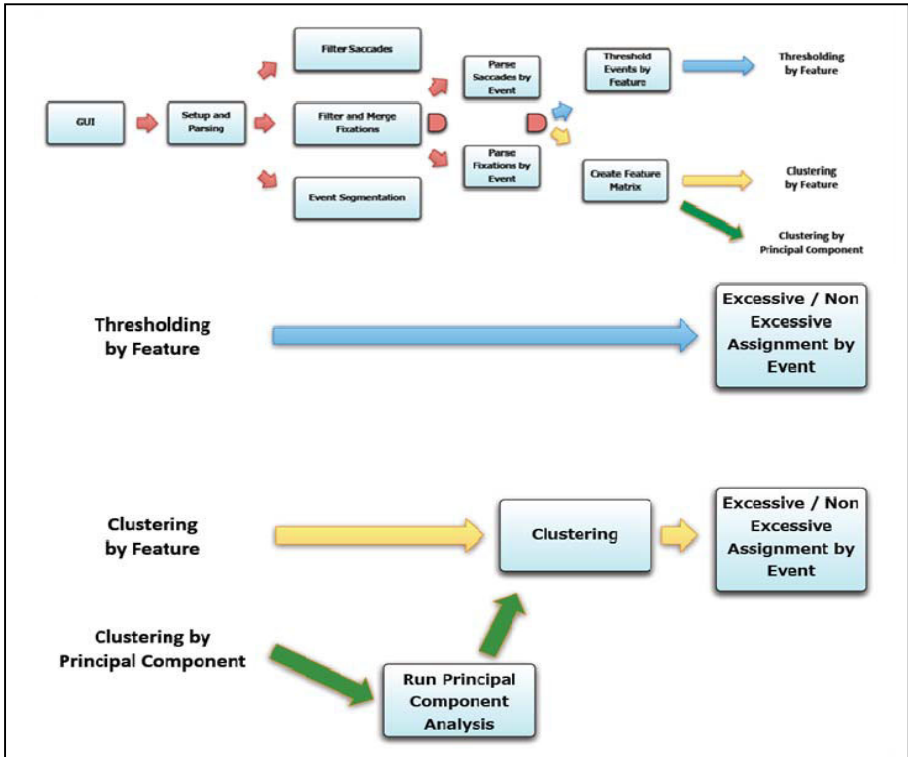 GUI
Setup and
Parsing
Filter Saccades
Filter and Merge
Fixations
Event Segmentation
Parse
Saccades by
Event
Parse
Fixations by
Event
Threshold
Events by
Feature
Create Feature
Matrix
Thresholding
by Feature
Clustering
by Feature
Clustering by
Principal Component
Thresholding
by Feature
Excessive / Non
Excessive
Assignment by
Event
Clustering
by Feature
Clustering
Excessive / Non
Excessive
Assignment by
Event
Clustering by
Principal Component
Run Principal
Component
Analysis